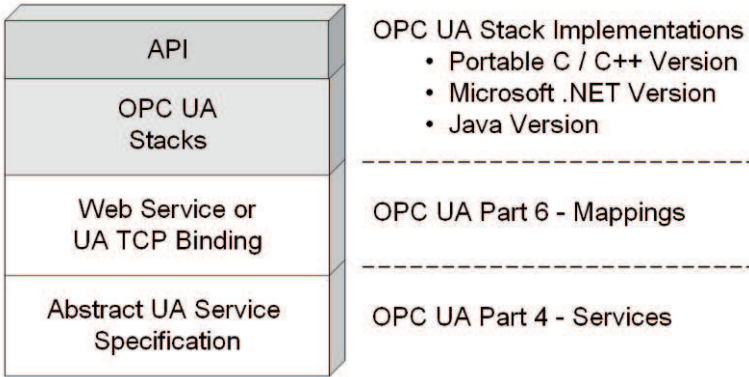 API
OPC UA
Stacks
Web Service or
UA TCP Binding
Abstract UA Service
Specification
OPC UA Stack Implementations
• Portable C / C++ Version
• Microsoft .NET Version
• Java Version
OPC UA Part 6 - Mappings
OPC UA Part 4 - Services